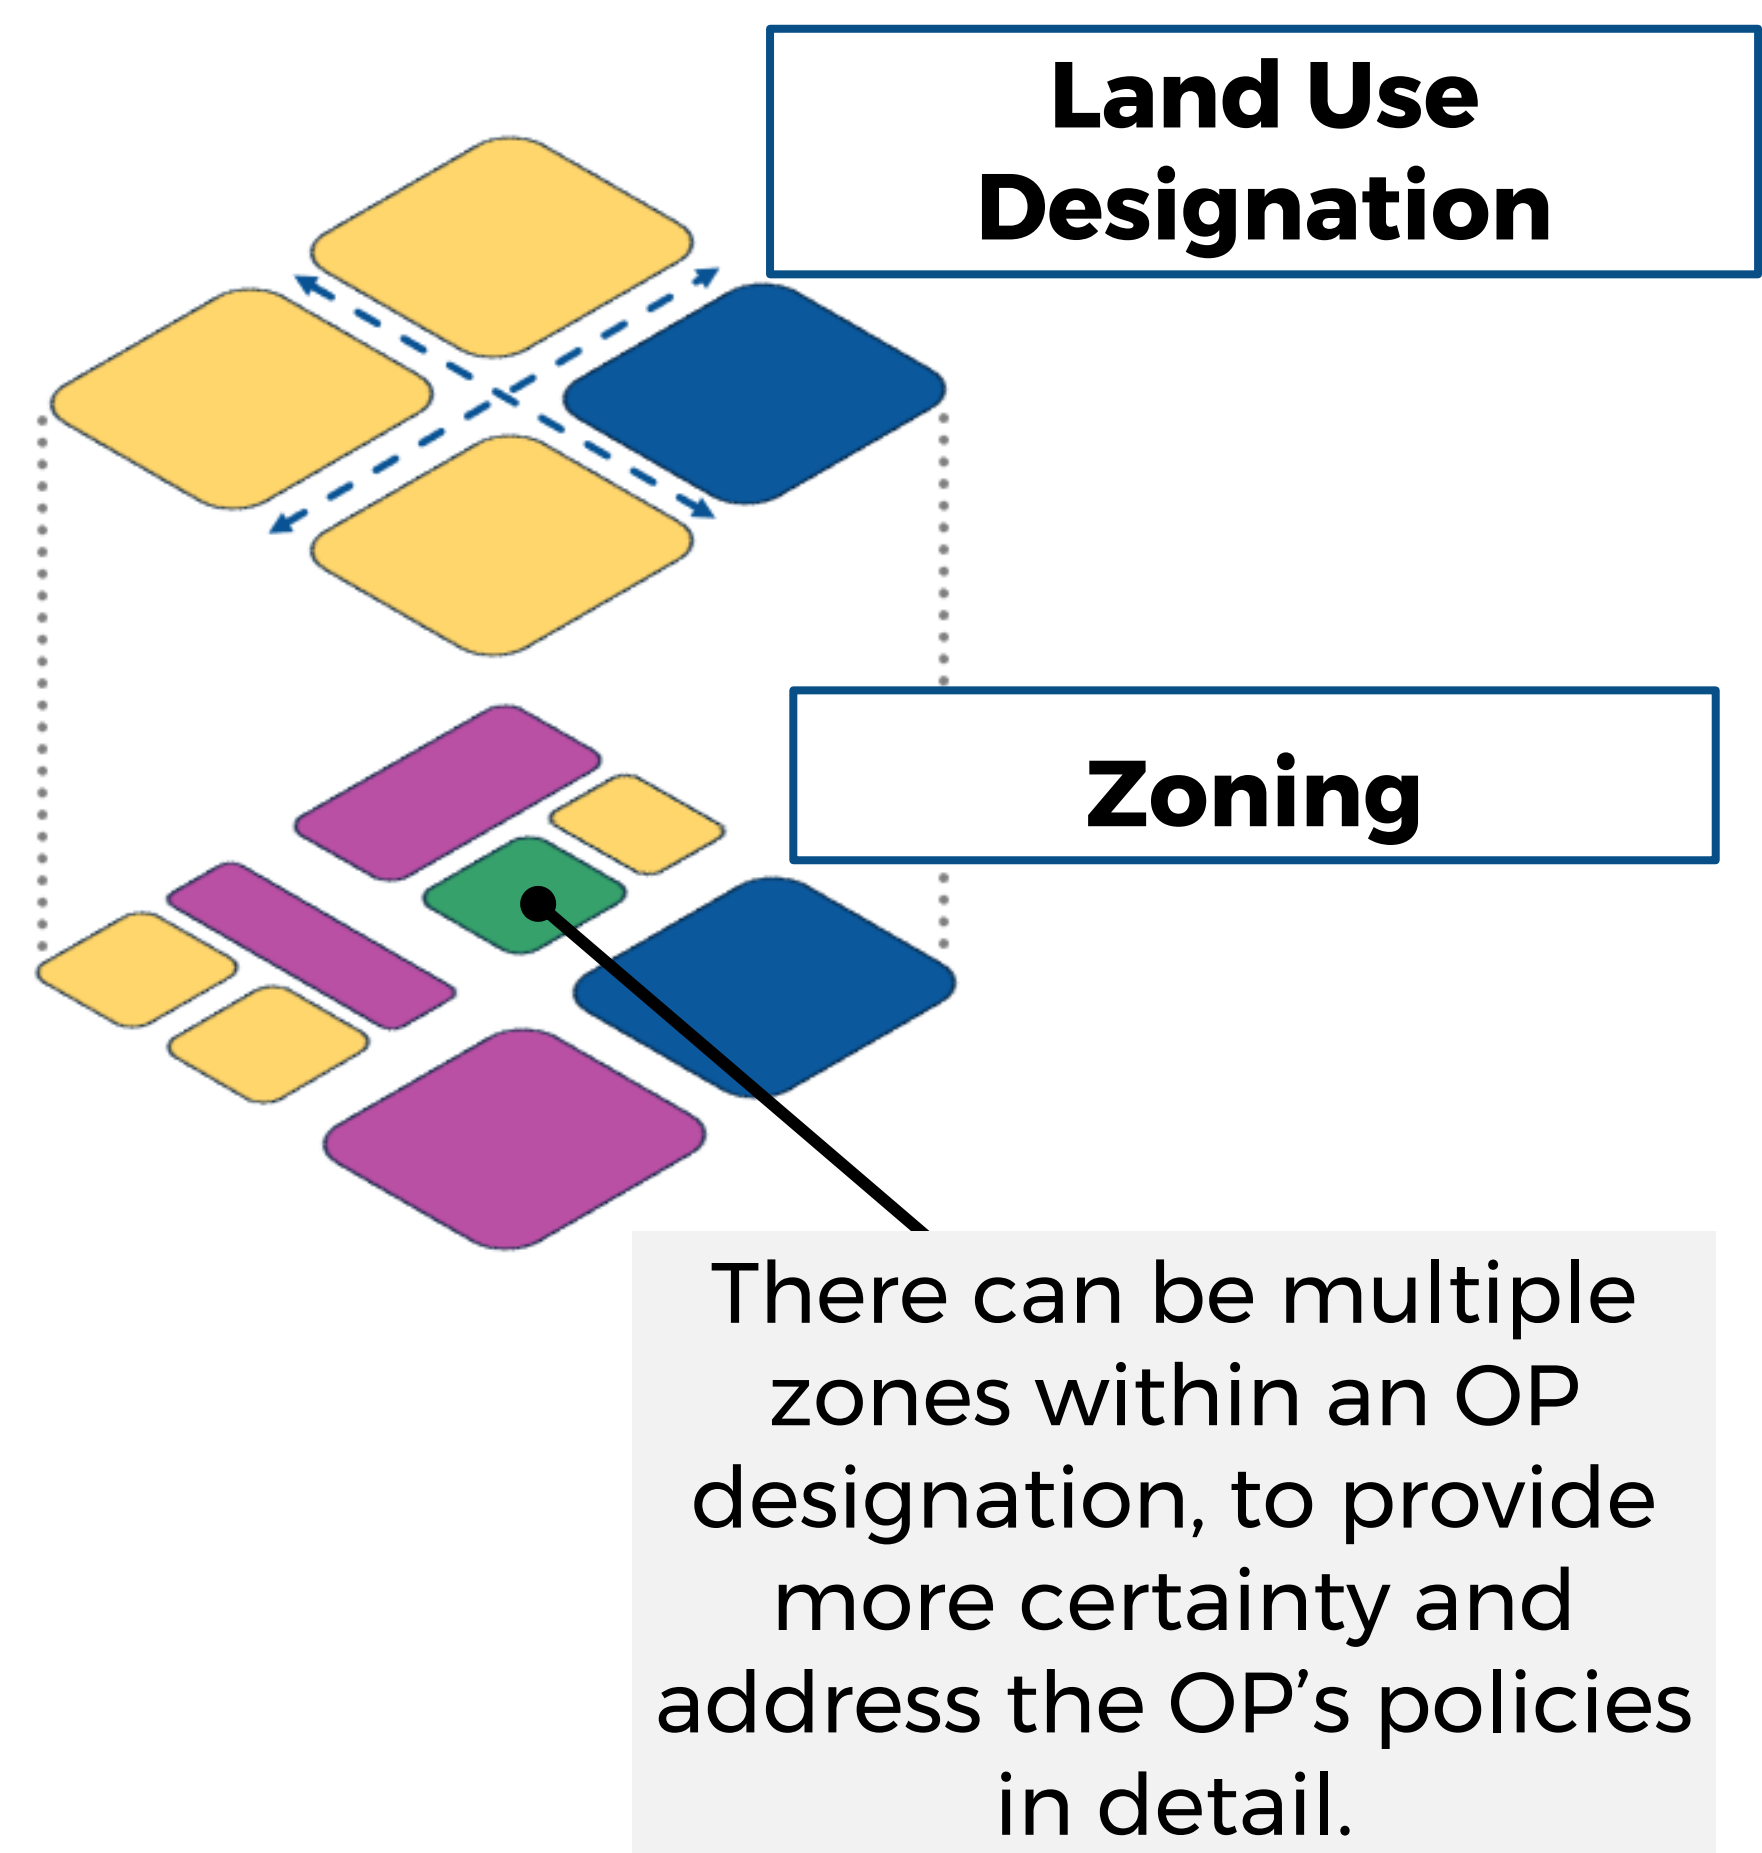 Land Use
Designation
Zoning
There can be multiple
zones within an OP
designation, to provide
more certainty and
address the OP’s policies
in detail.